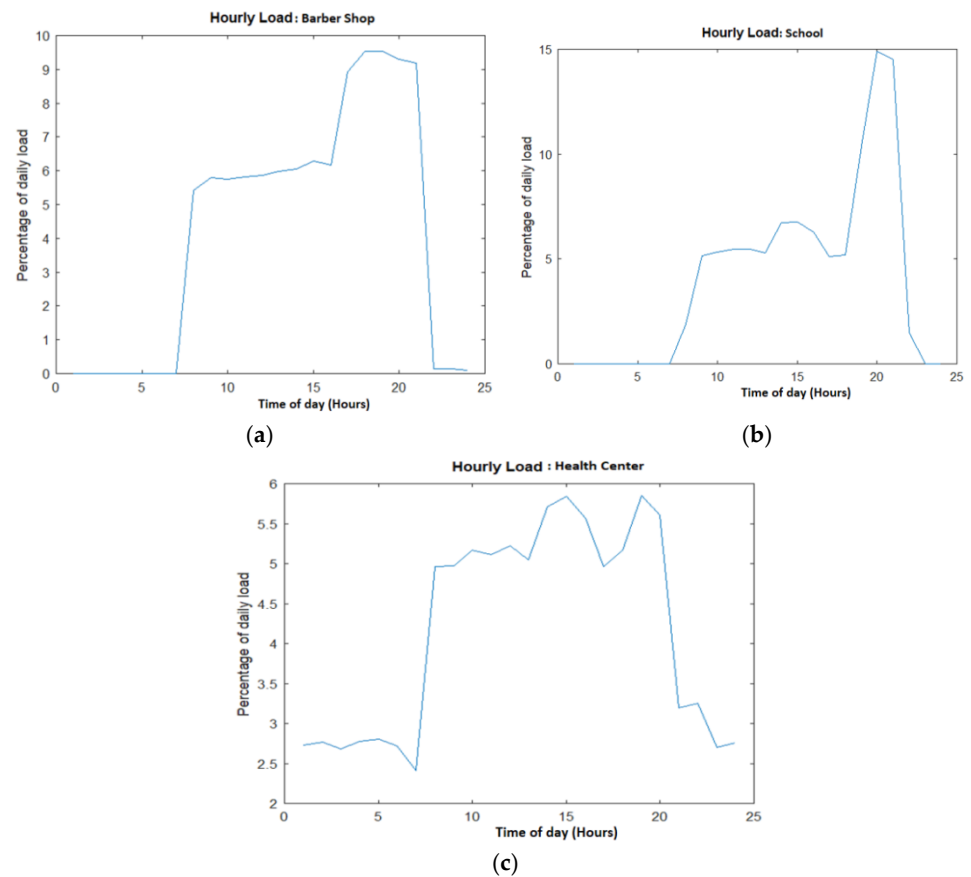 Hourly Load: Barber Shop
10
9
8
7
6
5
4
3
2
1
0
Percentage of daily load
0 5 10 15 20 25
Time of day (Hours)
(a)
Hourly Load: School
15
10
5
0
Percentage of daily load
0 5 10 15 20 25
Time of day (Hours)
(b)
Hourly Load : Health Center
6
5.5
5
4.5
4
3.5
3
2.5
2
Percentage of daily load
0 5 10 15 20 25
Time of day (Hours)
(c)